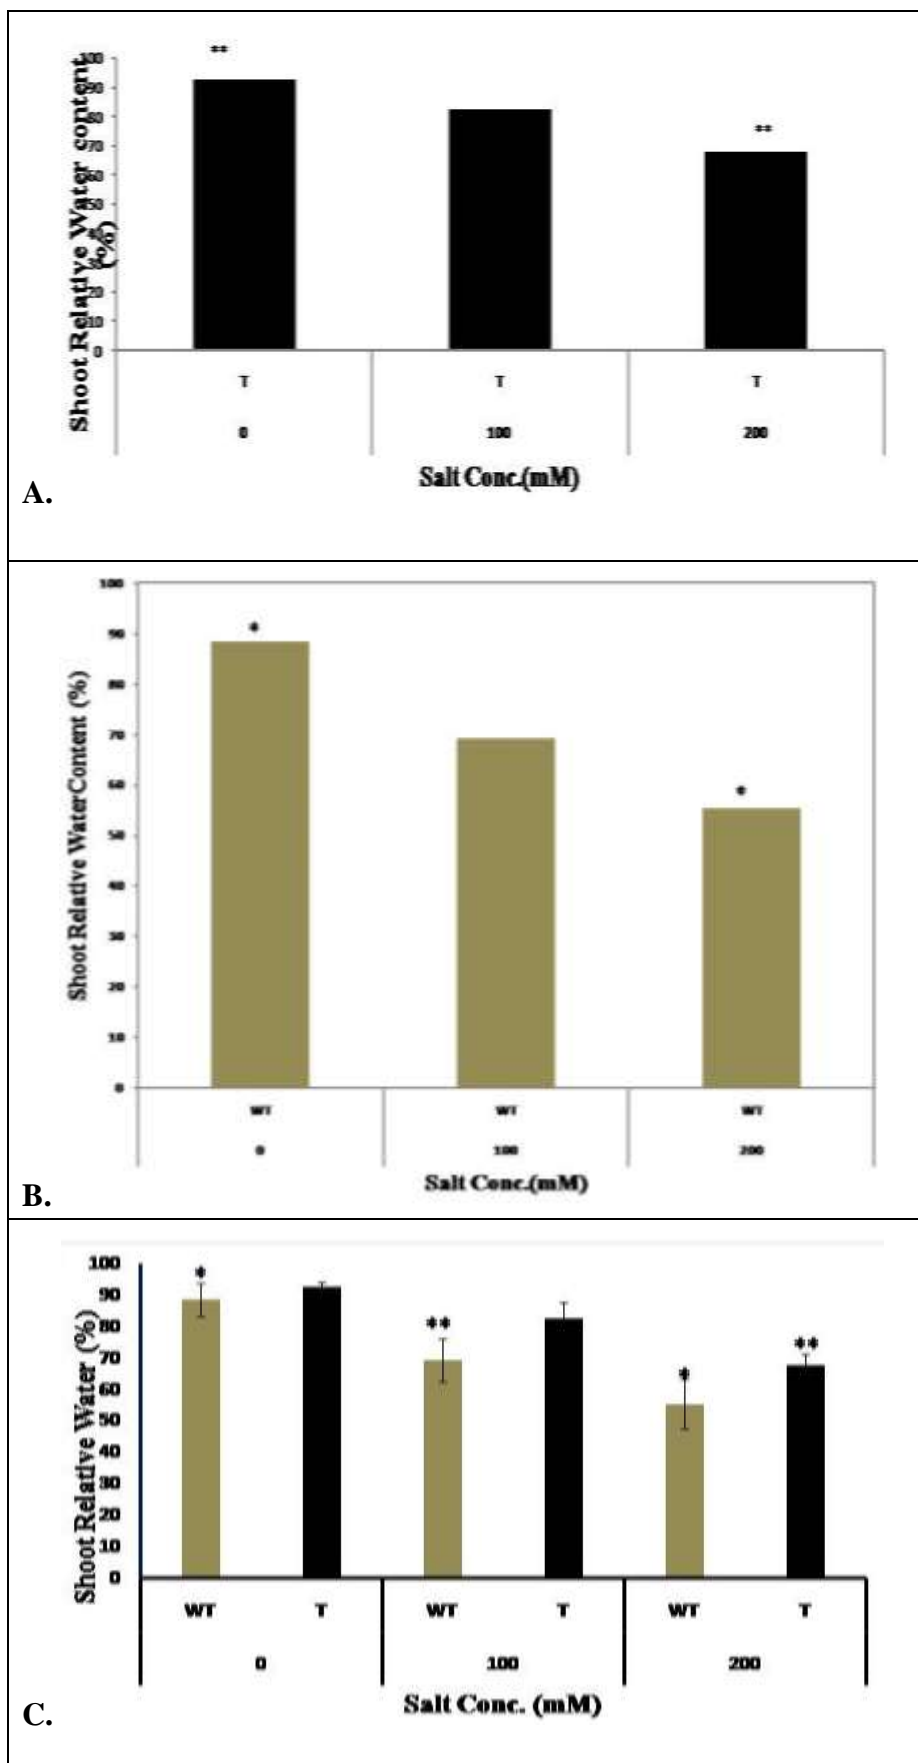 **
**
Shoot Relative Water content
(%)
100
90
80
70
60
50
40
30
20
10
0
T T T
0 100 200
Salt Conc.(mM)
A.
*
*
Shoot Relative WaterContent (%)
100
90
80
70
60
50
40
30
20
10
0
WT WT WT
0 100 200
Salt Conc.(mM)
B.
*
**
*
**
Shoot Relative Water (%)
100
90
80
70
60
50
40
30
20
10
0
WT T WT T WT T
0 100 200
Salt Conc. (mM)
C.